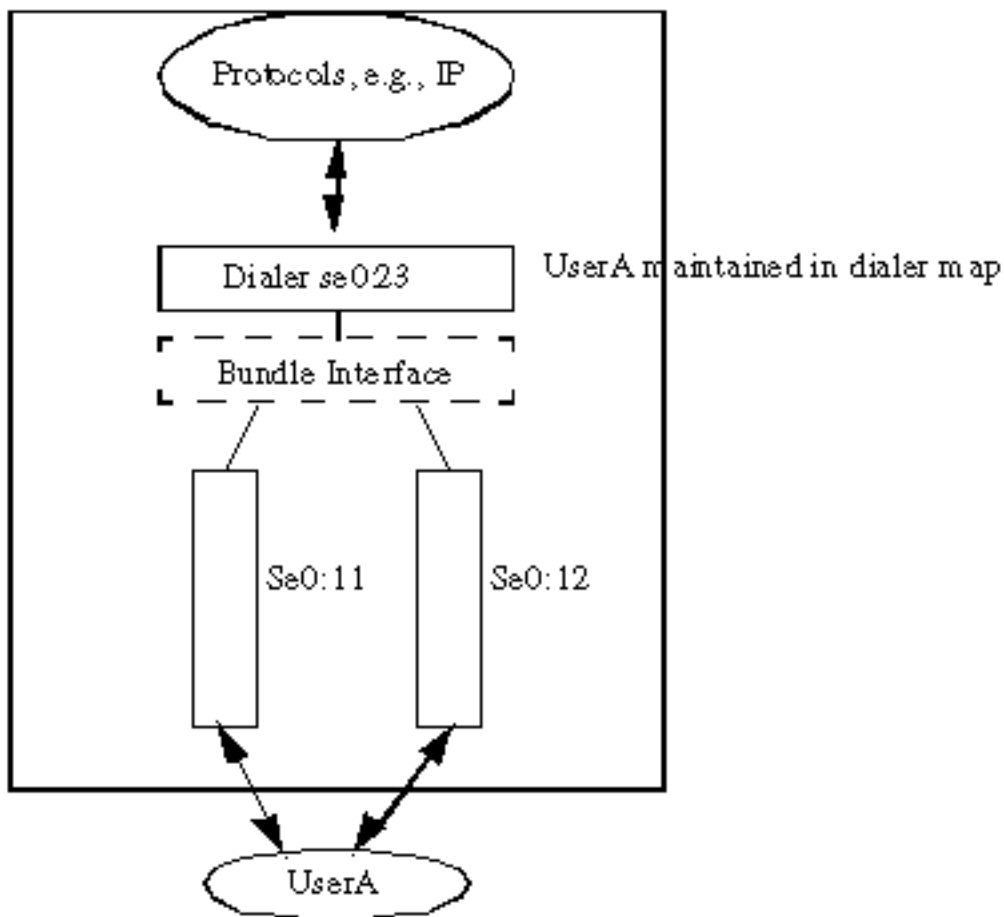 Protocols, e.g., IP
Dialer se023
UserA maintained in dialer map
Bundle Interface
Se0:11
Se0:12
UserA